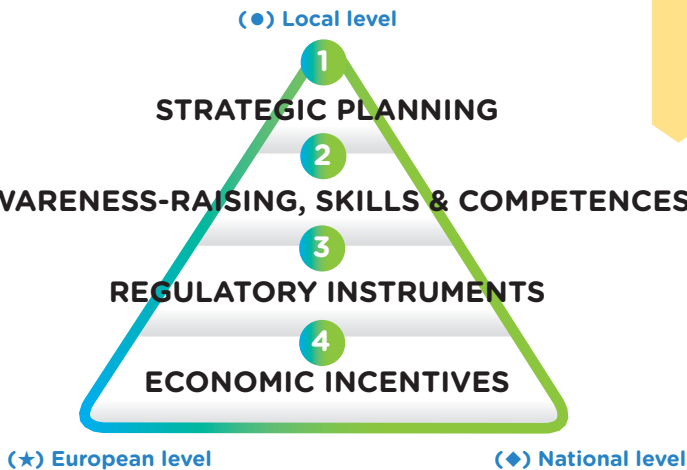 (●) Local level
1
STRATEGIC PLANNING
2
WARENESS-RAISING, SKILLS & COMPETENCES
3
REGULATORY INSTRUMENTS
4
ECONOMIC INCENTIVES
(★) European level (◆) National level